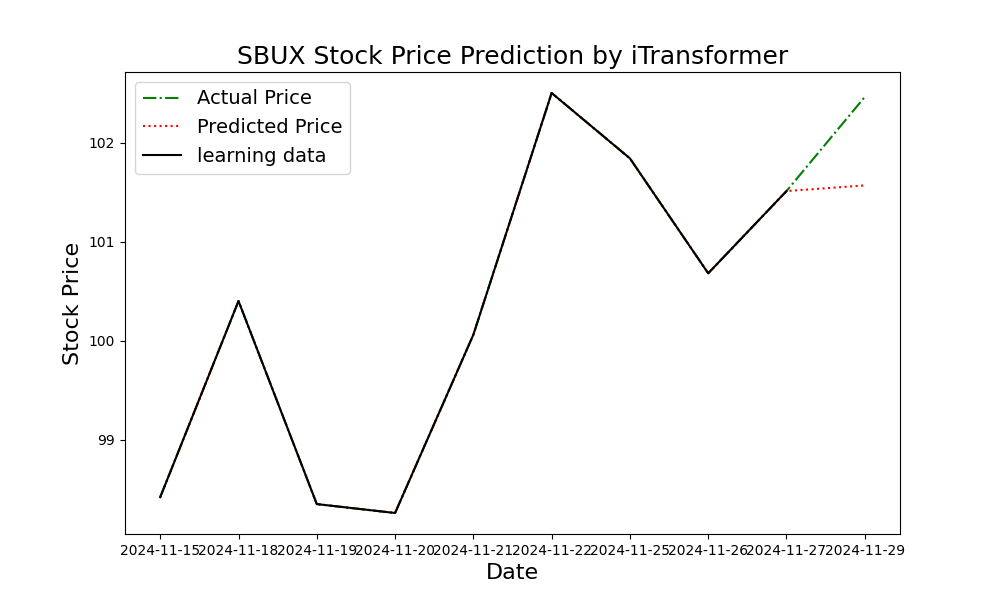 SBUX Stock Price Prediction by iTransformer
Actual Price
Predicted Price
learning data
102
101
100
99
Stock Price
2024-11-15 2024-11-18 2024-11-19 2024-11-20 2024-11-21 2024-11-22 2024-11-25 2024-11-26 2024-11-27 2024-11-29
Date